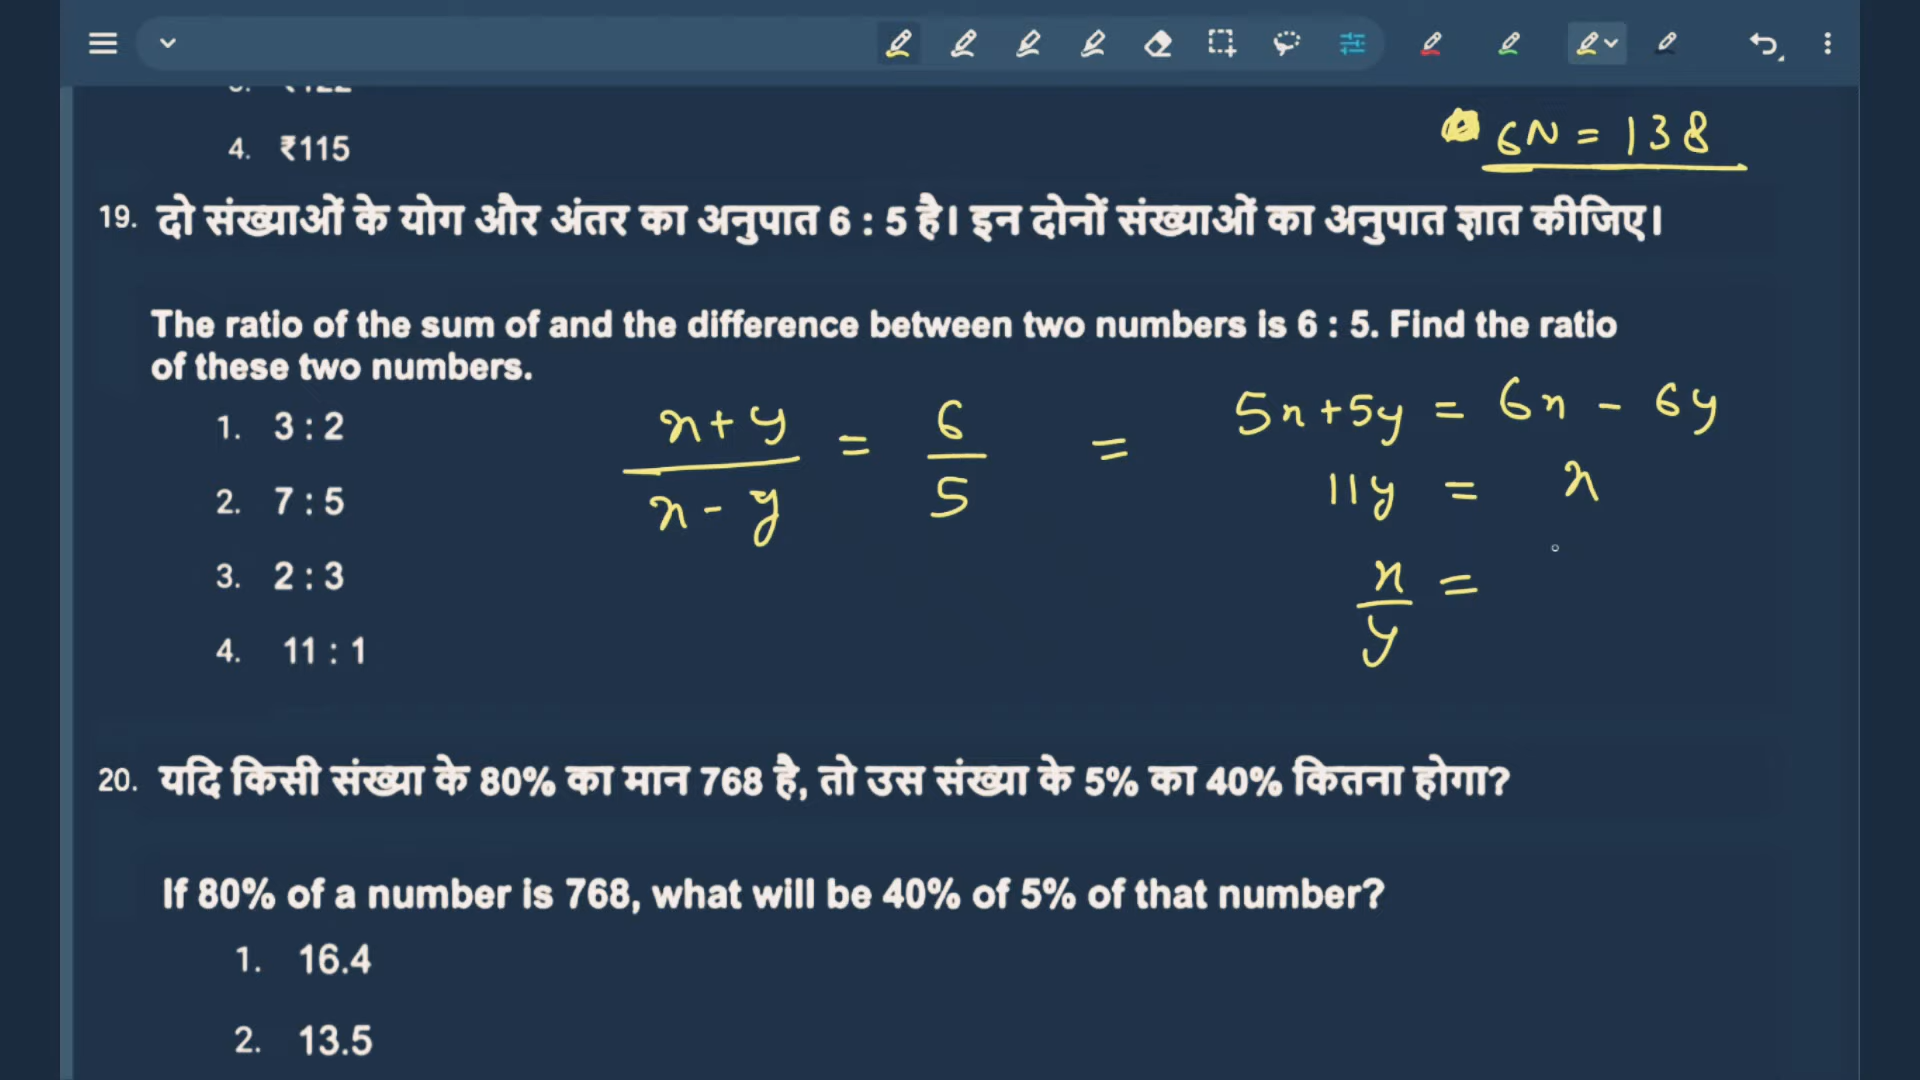 4. ₹115
6N = 138
19. दो संख्याओं के योग और अंतर का अनुपात 6 : 5 है। इन दोनों संख्याओं का अनुपात ज्ञात कीजिए।
The ratio of the sum of and the difference between two numbers is 6 : 5. Find the ratio
of these two numbers.
1. 3 : 2
2. 7 : 5
3. 2 : 3
4. 11 : 1
x + y / x - y = 6 / 5 =
5x + 5y = 6x - 6y
11y = x
x / y =
20. यदि किसी संख्या के 80% का मान 768 है, तो उस संख्या के 5% का 40% कितना होगा?
If 80% of a number is 768, what will be 40% of 5% of that number?
1. 16.4
2. 13.5